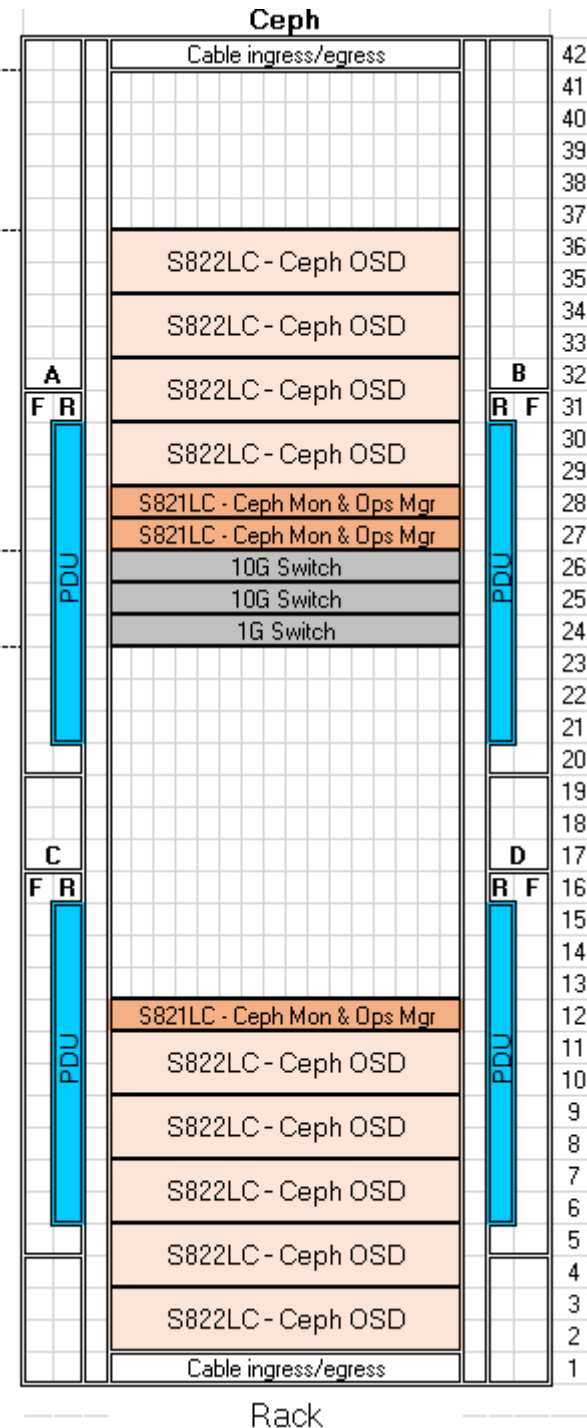 Ceph
Cable ingress/egress 42
41
40
39
38
37
S822LC - Ceph OSD 36
35
S822LC - Ceph OSD 34
33
A S822LC - Ceph OSD B 32
F R R F 31
S822LC - Ceph OSD 30
29
S821LC - Ceph Mon & Ops Mgr 28
S821LC - Ceph Mon & Ops Mgr 27
PDU 10G Switch PDU 26
10G Switch 25
1G Switch 24
23
22
21
20
19
18
C D 17
F R R F 16
15
14
13
S821LC - Ceph Mon & Ops Mgr 12
PDU S822LC - Ceph OSD PDU 11
10
S822LC - Ceph OSD 9
8
S822LC - Ceph OSD 7
6
S822LC - Ceph OSD 5
4
S822LC - Ceph OSD 3
2
Cable ingress/egress 1
Rack